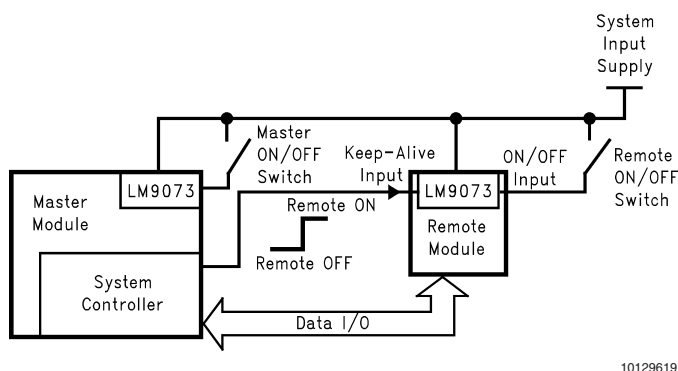 System
Input
Supply
Master
ON/OFF
Switch
Keep-Alive
Input
ON/OFF
Input
Remote
ON/OFF
Switch
LM9073
LM9073
Master
Module
Remote ON
Remote OFF
Remote
Module
System
Controller
Data I/O
10129619